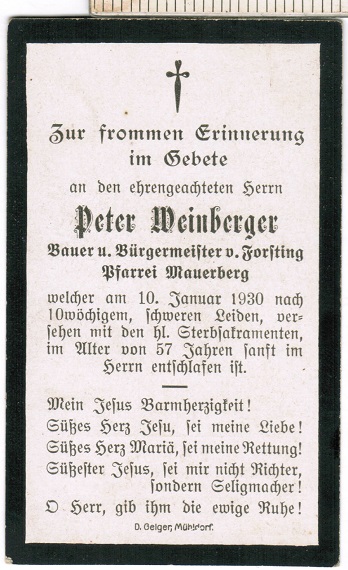 Zur frommen Erinnerung
im Gebete
an den ehrengeachteten Herrn
Peter Weinberger
Bauer u. Bürgermeister v. Forsting
Pfarrei Mauerberg
welcher am 10. Januar 1930 nach
10wöchigem, schweren Leiden, ver-
sehen mit den hl. Sterbsakramenten,
im Alter von 57 Jahren sanft im
Herrn entschlafen ist.
Mein Jesus Barmherzigkeit!
Süßes Herz Jesu, sei meine Liebe!
Süßes Herz Mariä, sei meine Rettung!
Süßester Jesus, sei mir nicht Richter,
sondern Seligmacher!
O Herr, gib ihm die ewige Ruhe!
D. Geiger, Mühldorf.